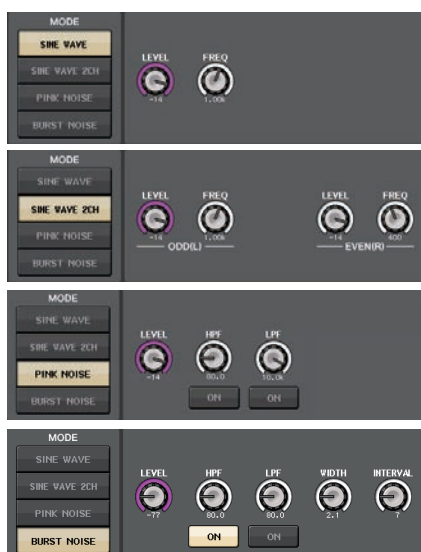 MODE
SINE WAVE
SINE WAVE 2CH
PINK NOISE
BURST NOISE
LEVEL FREQ
-14 1.00k
MODE
SINE WAVE
SINE WAVE 2CH
PINK NOISE
BURST NOISE
LEVEL FREQ LEVEL FREQ
-14 1.00k -14 400
ODD(L) EVEN(R)
MODE
SINE WAVE
SINE WAVE 2CH
PINK NOISE
BURST NOISE
LEVEL HPF LPF
-14 80.0 10.0k
ON ON
MODE
SINE WAVE
SINE WAVE 2CH
PINK NOISE
BURST NOISE
LEVEL HPF LPF WIDTH INTERVAL
-77 80.0 80.0 2.1 7
ON ON